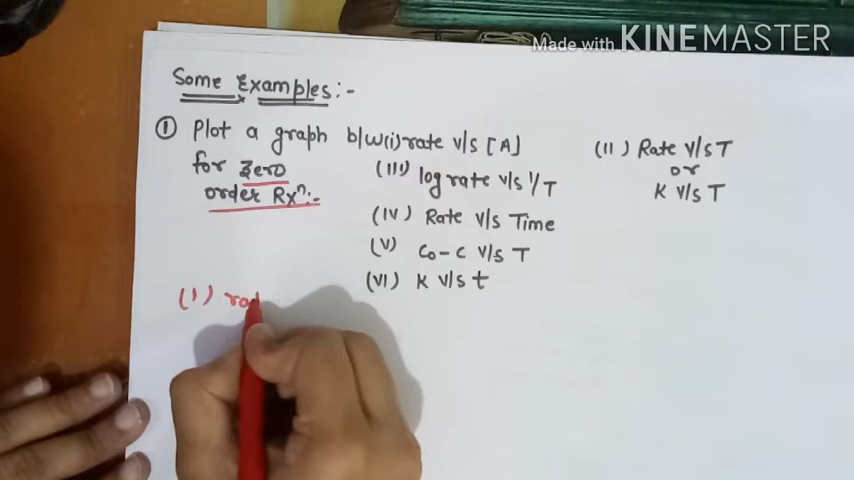 Made with KINEMASTER
Some Examples:-
① Plot a graph b/w (i) rate v/s [A]
for Zero
order Rxⁿ:-
(II) Rate v/s T
or
K v/s T
(III) log rate v/s 1/T
(IV) Rate v/s Time
(V) C₀-C v/s T
(VI) K v/s t
(I) rat